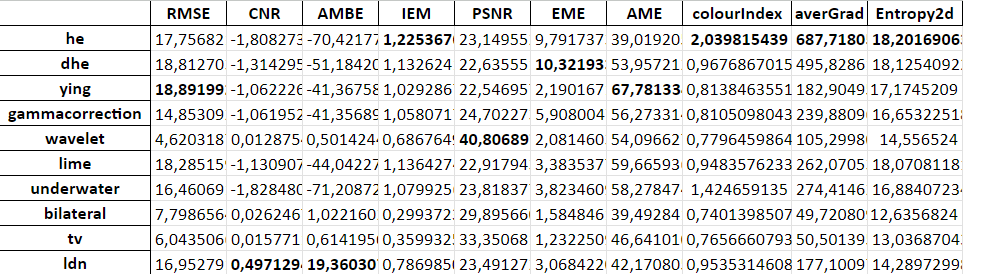 RMSE CNR AMBE IEM PSNR EME AME colourIndex averGrad Entropy2d
he 17,75682 -1,808273 -70,42177 1,225367 23,14955 9,791737 39,01920 2,039815439 687,7180 18,2016906
dhe 18,81270 -1,314295 -51,18420 1,132624 22,63555 10,32193 53,95721 0,9676867015 495,8286 18,1254092
ying 18,89199 -1,062226 -41,36758 1,029286 22,54695 2,190167 67,78133 0,8138463551 182,9049 17,1745209
gammacorrection 14,85309 -1,061952 -41,35689 1,058071 24,70227 5,908004 56,27331 0,8105098043 239,8809 16,6532251
wavelet 4,620318 0,012875 0,501424 0,686764 40,80689 2,081460 54,09662 0,7796459864 105,2998 14,556524
lime 18,28515 -1,130907 -44,04227 1,136427 22,91794 3,383537 59,66593 0,9483576233 262,0705 18,0708118
underwater 16,46069 -1,828480 -71,20872 1,079925 23,81837 3,823460 58,27847 1,424659135 274,4146 16,8840723
bilateral 7,798656 0,026246 1,022160 0,299372 29,89566 1,584846 39,49284 0,7401398507 49,72080 12,6356824
tv 6,043506 0,015771 0,614195 0,359932 33,35068 1,232250 46,64101 0,7656660793 50,50139 13,0368704
ldn 16,95279 0,497129 19,36030 0,786985 23,49127 3,068422 42,17080 0,9535314608 177,1009 14,2897299